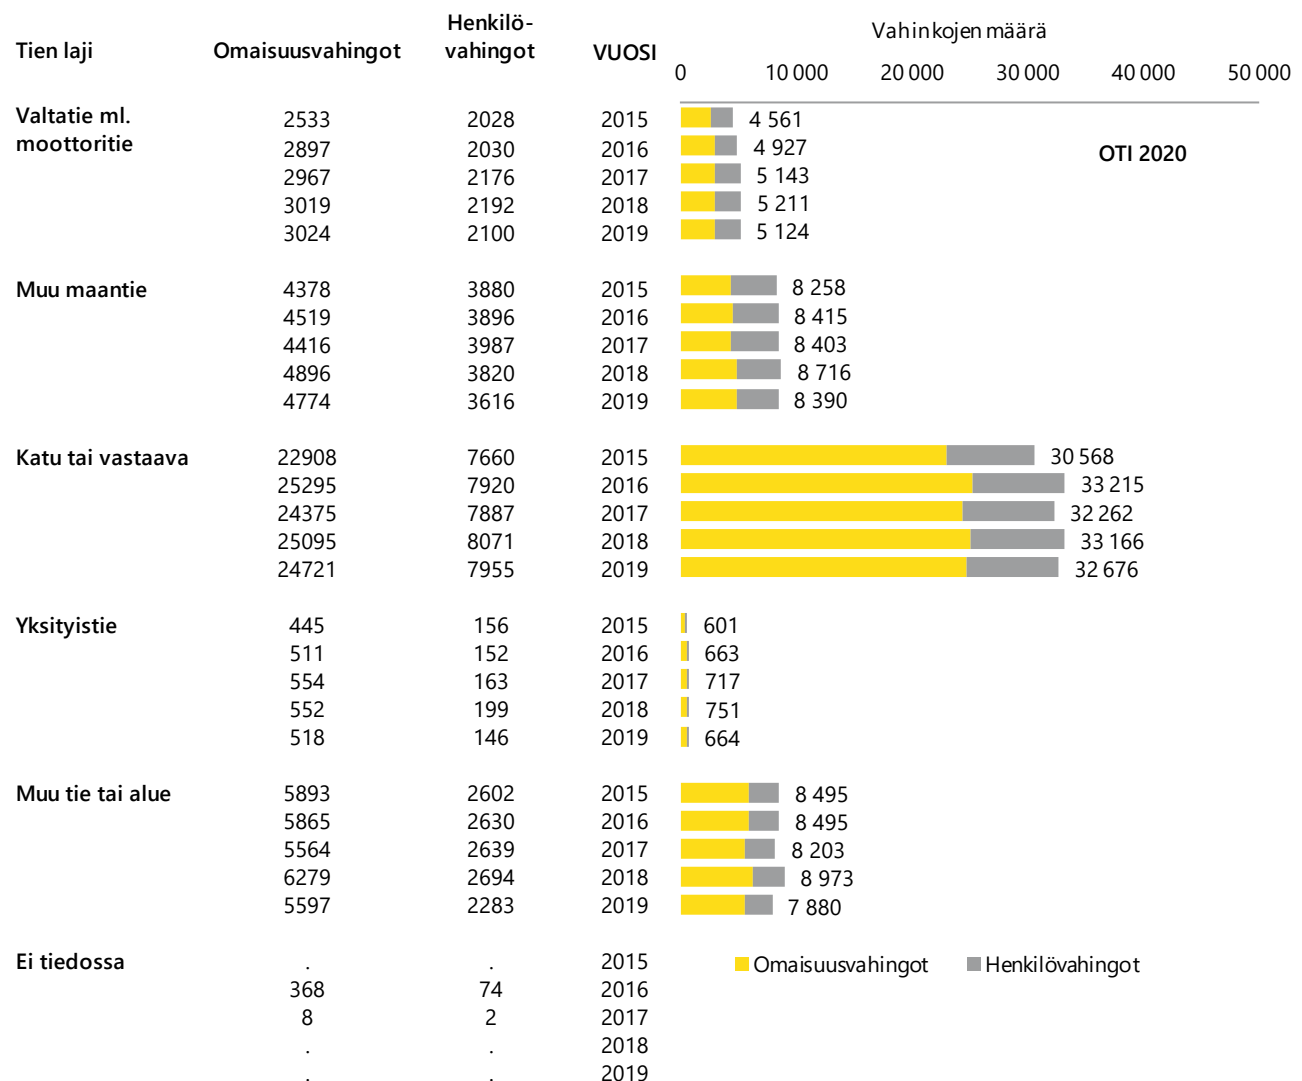 Tien laji Omaisuusvahingot Henkilö-vahingot VUOSI Vahinkojen määrä
0 10 000 20 000 30 000 40 000 50 000
Valtatie ml. moottoritie 2533 2028 2015 4 561
2897 2030 2016 4 927
OTI 2020
2967 2176 2017 5 143
3019 2192 2018 5 211
3024 2100 2019 5 124
Muu maantie 4378 3880 2015 8 258
4519 3896 2016 8 415
4416 3987 2017 8 403
4896 3820 2018 8 716
4774 3616 2019 8 390
Katu tai vastaava 22908 7660 2015 30 568
25295 7920 2016 33 215
24375 7887 2017 32 262
25095 8071 2018 33 166
24721 7955 2019 32 676
Yksityistie 445 156 2015 601
511 152 2016 663
554 163 2017 717
552 199 2018 751
518 146 2019 664
Muu tie tai alue 5893 2602 2015 8 495
5865 2630 2016 8 495
5564 2639 2017 8 203
6279 2694 2018 8 973
5597 2283 2019 7 880
Ei tiedossa . . 2015 Omaisuusvahingot Henkilövahingot
368 74 2016
8 2 2017
. . 2018
. . 2019